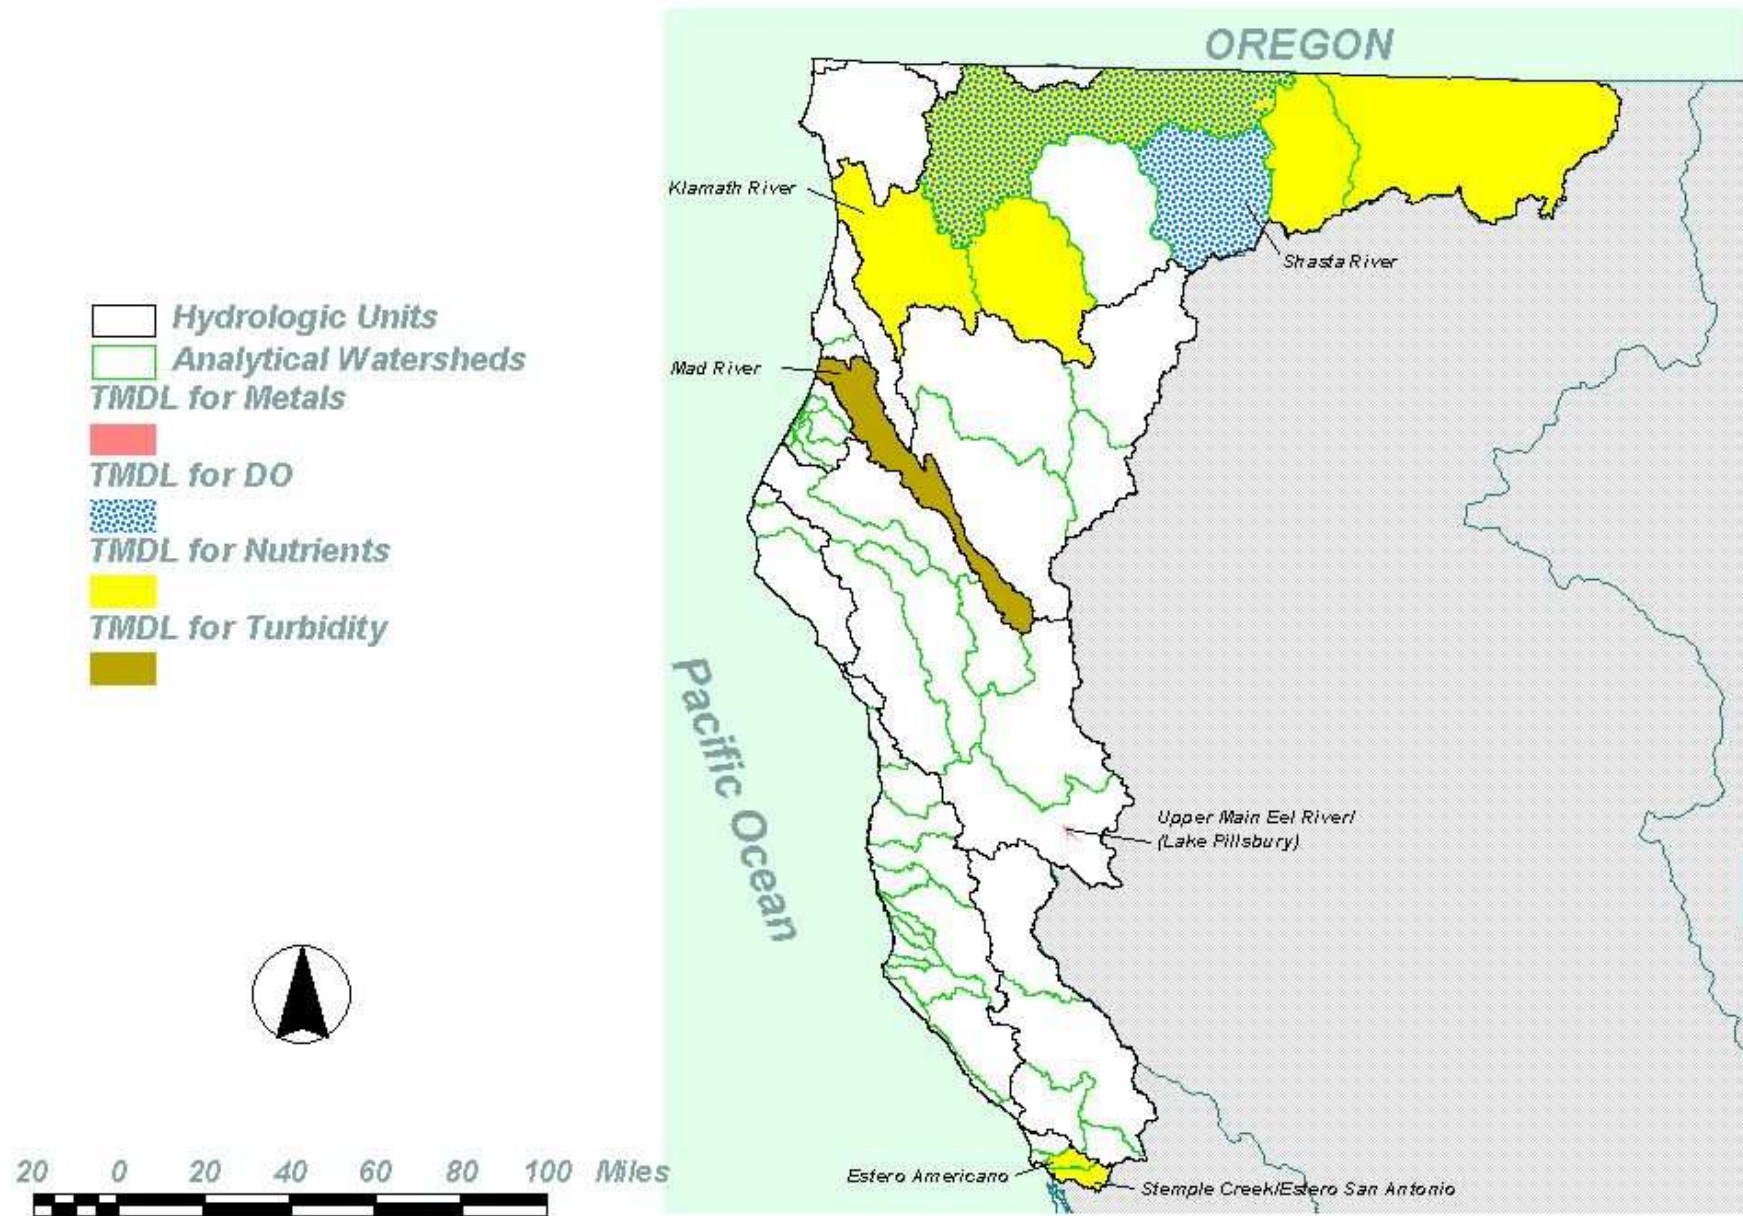 OREGON
Klamath River
Shasta River
Hydrologic Units
Analytical Watersheds
TMDL for Metals
TMDL for DO
TMDL for Nutrients
TMDL for Turbidity
Mad River
Pacific Ocean
Upper Main Eel River/
(Lake Pillsbury)
Estero Americano
Stemple Creek/Estero San Antonio
20 0 20 40 60 80 100 Miles